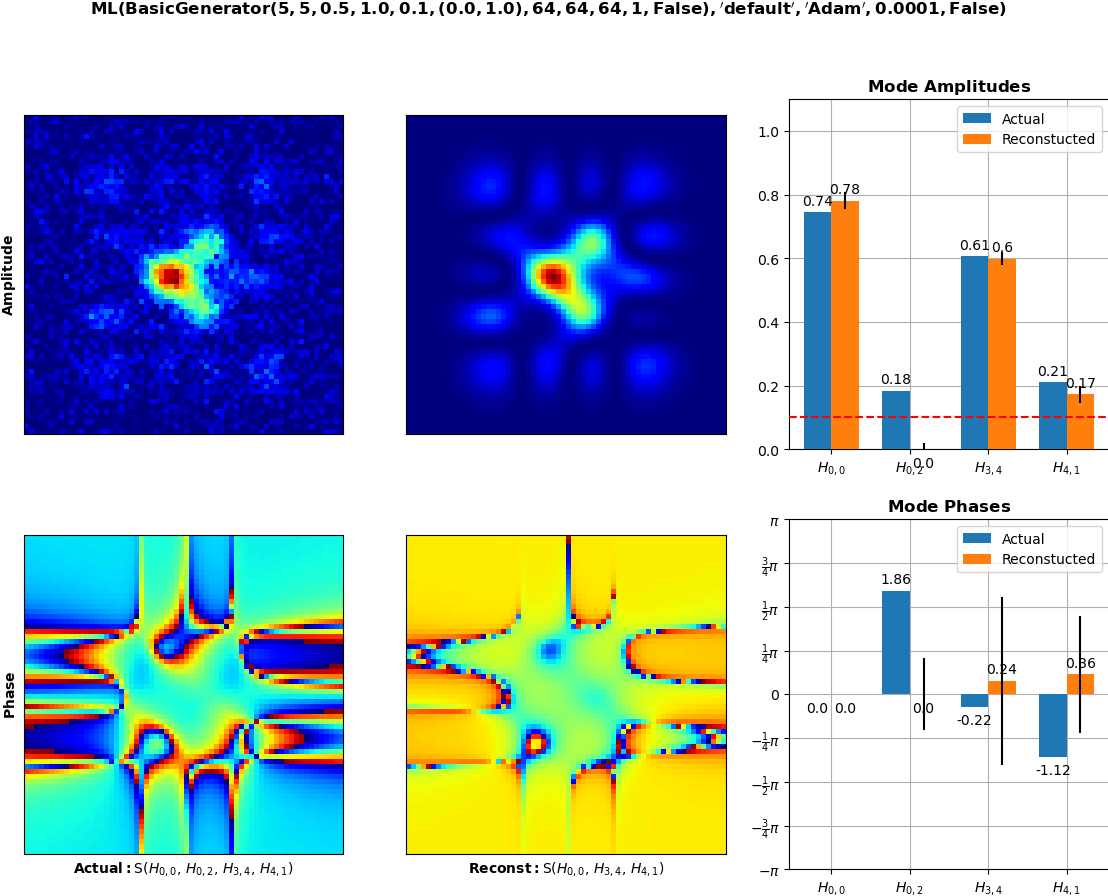 ML(BasicGenerator(5, 5, 0.5, 1.0, 0.1, (0.0, 1.0), 64, 64, 64, 1, False), ′default′, ′Adam′, 0.0001, False)
Mode Amplitudes
Amplitude
Actual
Reconstucted
1.0
0.8
0.6
0.4
0.2
0.0
0.74
0.78
0.18
0.0
0.61
0.6
0.21
0.17
H0,0
H0,2
H3,4
H4,1
Mode Phases
Phase
Actual
Reconstucted
π
3/4π
1/2π
1/4π
0
−1/4π
−1/2π
−3/4π
−π
0.0
0.0
1.86
0.0
-0.22
0.24
-1.12
0.36
H0,0
H0,2
H3,4
H4,1
Actual: S(H0,0, H0,2, H3,4, H4,1)
Reconst: S(H0,0, H3,4, H4,1)